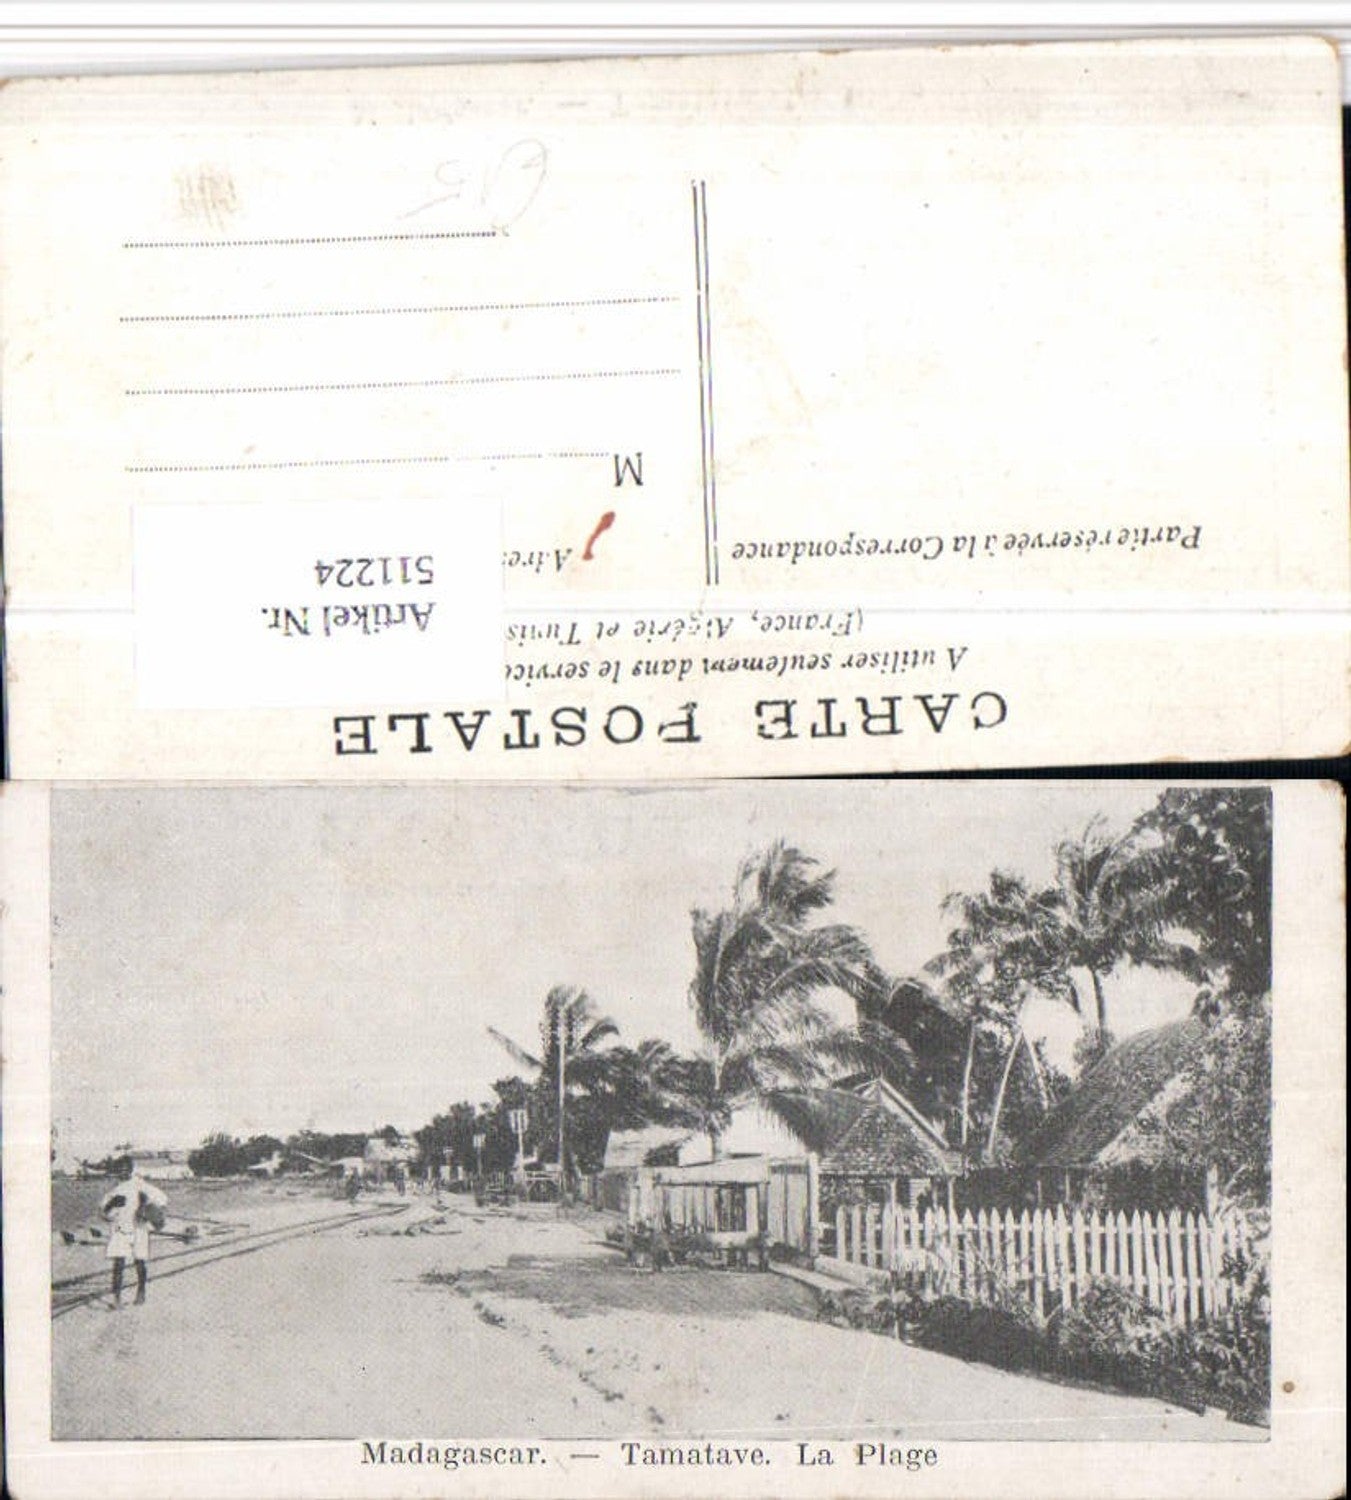 CARTE POSTALE
A utiliser seulement dans le service
(France, Algérie et Tunis
Partie réservée à la Correspondance
Adres
M
Artikel Nr.
511224
Madagascar. — Tamatave. La Plage